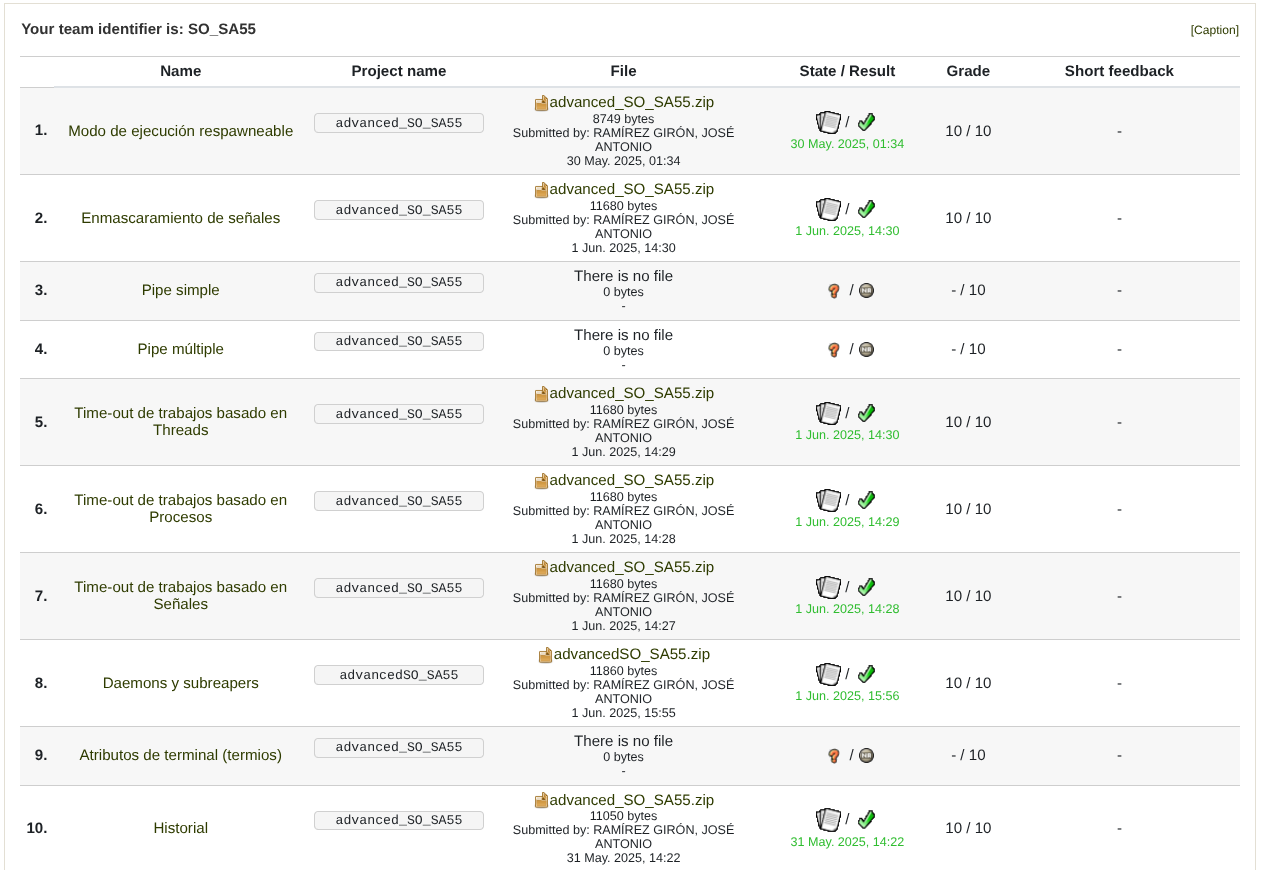 Your team identifier is: SO_SA55
[Caption]
Name Project name File State / Result Grade Short feedback
1. Modo de ejecución respawneable advanced_SO_SA55 advanced_SO_SA55.zip
8749 bytes
Submitted by: RAMÍREZ GIRÓN, JOSÉ
ANTONIO
30 May. 2025, 01:34
/
30 May. 2025, 01:34
10 / 10 -
2. Enmascaramiento de señales advanced_SO_SA55 advanced_SO_SA55.zip
11680 bytes
Submitted by: RAMÍREZ GIRÓN, JOSÉ
ANTONIO
1 Jun. 2025, 14:30
/
1 Jun. 2025, 14:30
10 / 10 -
3. Pipe simple advanced_SO_SA55 There is no file
0 bytes
-
? / NR
- / 10 -
4. Pipe múltiple advanced_SO_SA55 There is no file
0 bytes
-
? / NR
- / 10 -
5. Time-out de trabajos basado en
Threads
advanced_SO_SA55 advanced_SO_SA55.zip
11680 bytes
Submitted by: RAMÍREZ GIRÓN, JOSÉ
ANTONIO
1 Jun. 2025, 14:29
/
1 Jun. 2025, 14:30
10 / 10 -
6. Time-out de trabajos basado en
Procesos
advanced_SO_SA55 advanced_SO_SA55.zip
11680 bytes
Submitted by: RAMÍREZ GIRÓN, JOSÉ
ANTONIO
1 Jun. 2025, 14:28
/
1 Jun. 2025, 14:29
10 / 10 -
7. Time-out de trabajos basado en
Señales
advanced_SO_SA55 advanced_SO_SA55.zip
11680 bytes
Submitted by: RAMÍREZ GIRÓN, JOSÉ
ANTONIO
1 Jun. 2025, 14:27
/
1 Jun. 2025, 14:28
10 / 10 -
8. Daemons y subreapers advancedSO_SA55 advancedSO_SA55.zip
11860 bytes
Submitted by: RAMÍREZ GIRÓN, JOSÉ
ANTONIO
1 Jun. 2025, 15:55
/
1 Jun. 2025, 15:56
10 / 10 -
9. Atributos de terminal (termios) advanced_SO_SA55 There is no file
0 bytes
-
? / NR
- / 10 -
10. Historial advanced_SO_SA55 advanced_SO_SA55.zip
11050 bytes
Submitted by: RAMÍREZ GIRÓN, JOSÉ
ANTONIO
31 May. 2025, 14:22
/
31 May. 2025, 14:22
10 / 10 -